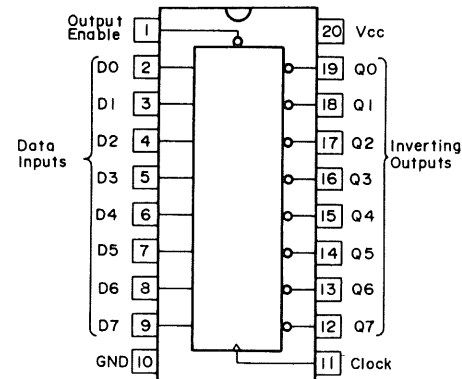 Output Enable 1 20 Vcc
D0 2 19 Q0
D1 3 18 Q1
D2 4 17 Q2
Data Inputs Inverting Outputs
D3 5 16 Q3
D4 6 15 Q4
D5 7 14 Q5
D6 8 13 Q6
D7 9 12 Q7
GND 10 11 Clock